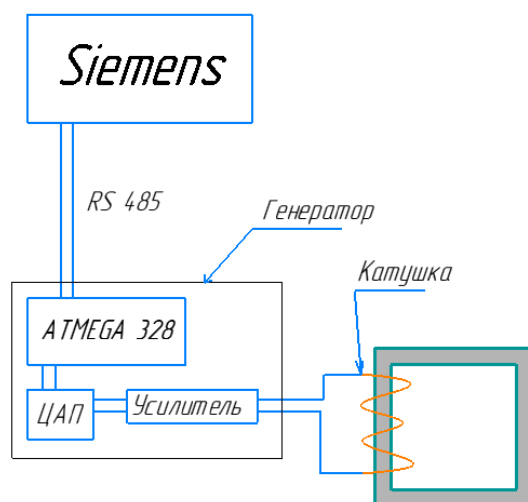 Siemens
RS 485
Генератор
Катушка
ATMEGA 328
ЦАП
Усилитель